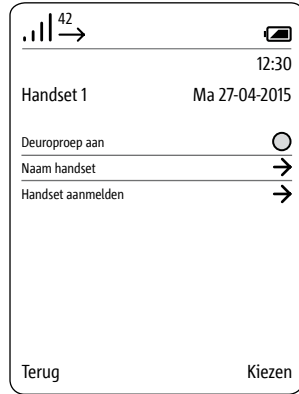 42
12:30
Handset 1 Ma 27-04-2015
Deuroproep aan
Naam handset
Handset aanmelden
Terug Kiezen